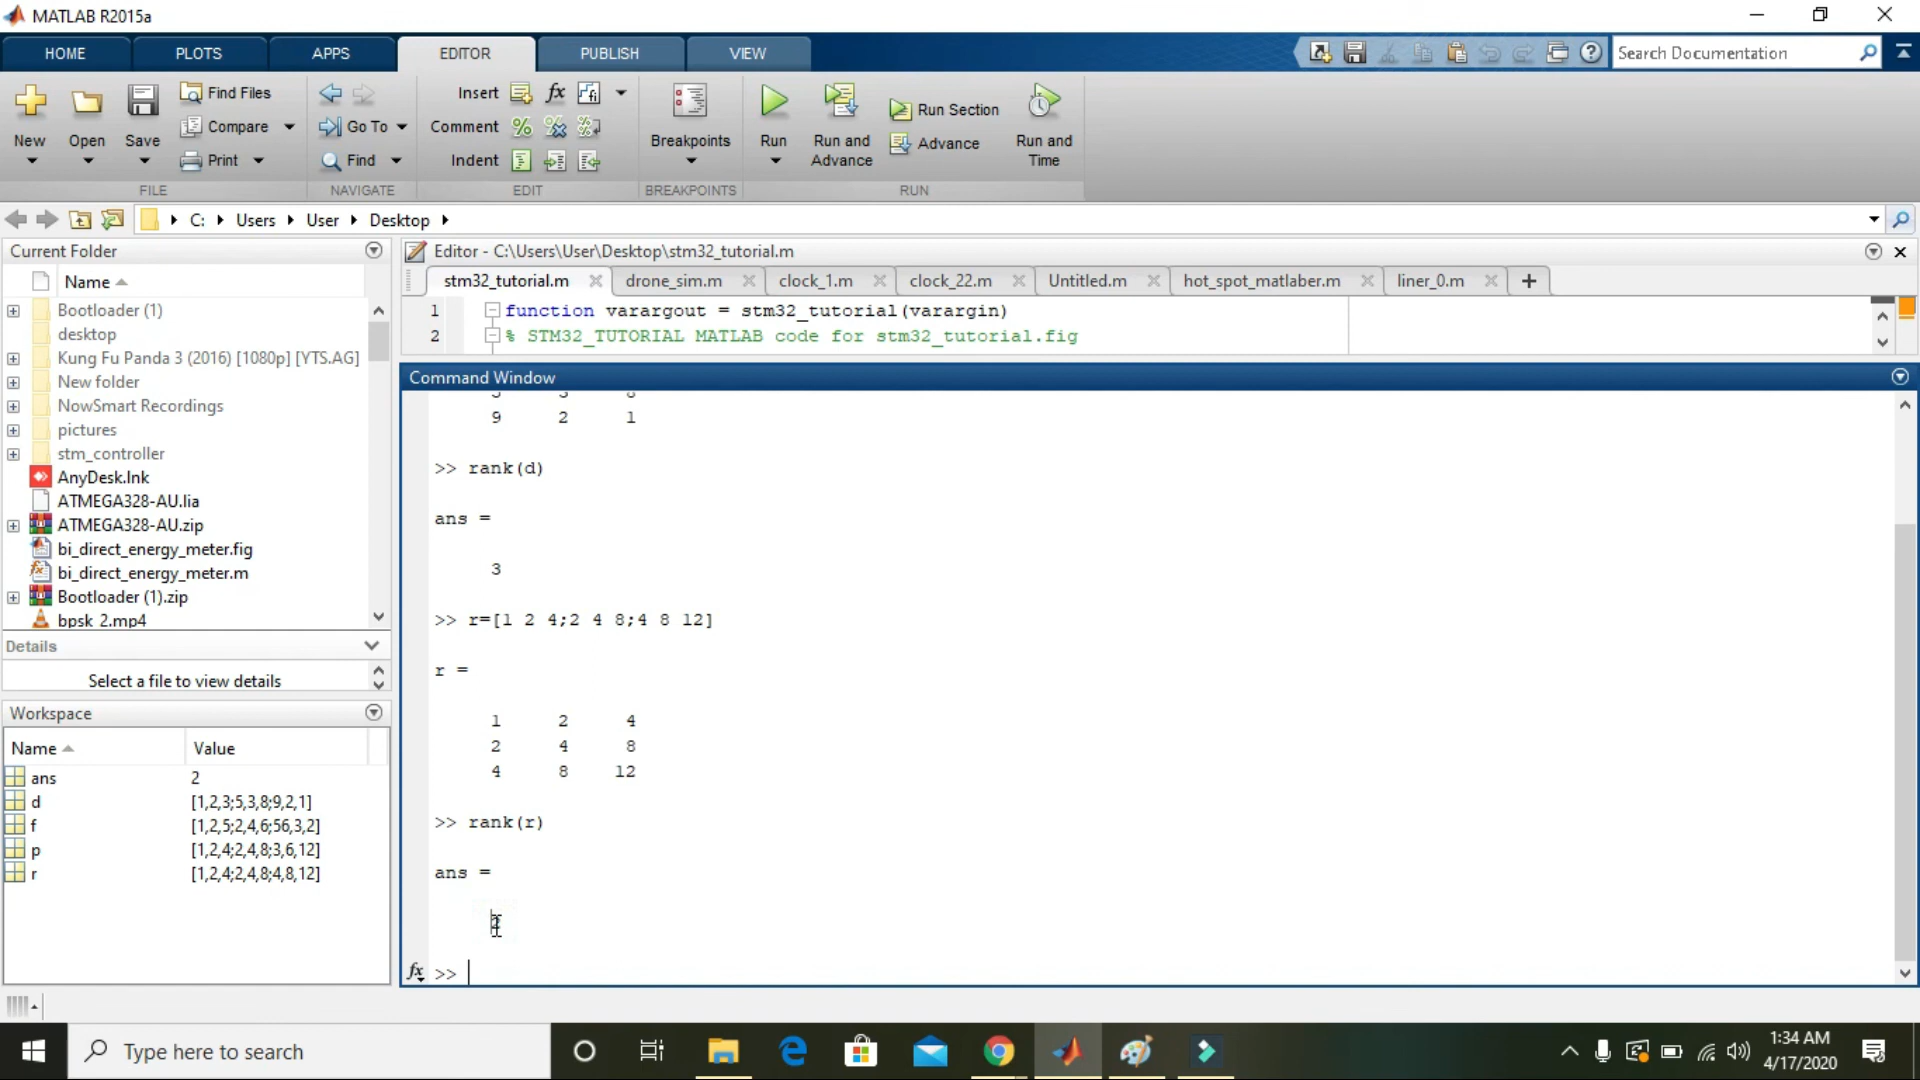 MATLAB R2015a
HOME
PLOTS
APPS
EDITOR
PUBLISH
VIEW
Search Documentation
New
Open
Save
Find Files
Compare
Print
FILE
Go To
Find
NAVIGATE
Insert
Comment
Indent
EDIT
Breakpoints
BREAKPOINTS
Run
Run and
Advance
Run Section
Advance
Run and
Time
RUN
C: Users User Desktop
Current Folder
Name
Bootloader (1)
desktop
Kung Fu Panda 3 (2016) [1080p] [YTS.AG]
New folder
NowSmart Recordings
pictures
stm_controller
AnyDesk.lnk
ATMEGA328-AU.lia
ATMEGA328-AU.zip
bi_direct_energy_meter.fig
bi_direct_energy_meter.m
Bootloader (1).zip
bpsk_2.mp4
Details
Select a file to view details
Workspace
Name Value
ans 2
d [1,2,3;5,3,8;9,2,1]
f [1,2,5;2,4,6;56,3,2]
p [1,2,4;2,4,8;3,6,12]
r [1,2,4;2,4,8;4,8,12]
Editor - C:\Users\User\Desktop\stm32_tutorial.m
stm32_tutorial.m drone_sim.m clock_1.m clock_22.m Untitled.m hot_spot_matlaber.m liner_0.m
1 function varargout = stm32_tutorial(varargin)
2 % STM32_TUTORIAL MATLAB code for stm32_tutorial.fig
Command Window
5 3 8
9 2 1
>> rank(d)
ans =
3
>> r=[1 2 4;2 4 8;4 8 12]
r =
1 2 4
2 4 8
4 8 12
>> rank(r)
ans =
2
fx >>
Type here to search
1:34 AM
4/17/2020